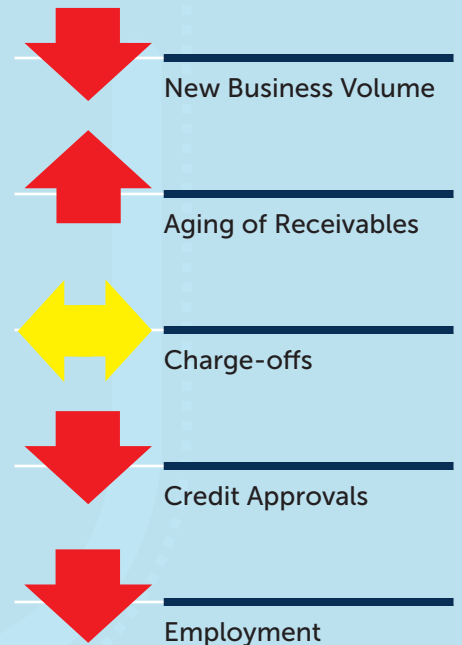 New Business Volume
Aging of Receivables
Charge-offs
Credit Approvals
Employment